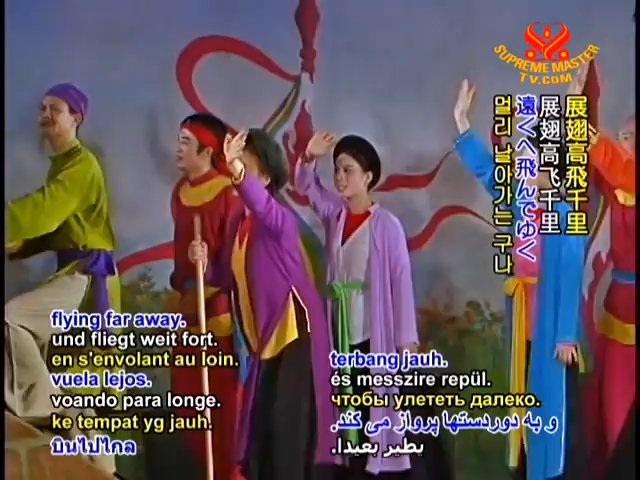 SUPREME MASTER
TV.COM
展翅高飛千里
展翅高飞千里
遠くへ飛んでゆく
멀리 날아가는 구나
flying far away.
und fliegt weit fort.
en s'envolant au loin.
vuela lejos.
voando para longe.
ke tempat yg jauh.
บินไปไกล
terbang jauh.
és messzire repül.
чтобы улететь далеко.
و به دوردستها پرواز می کند.
يطير بعيدا.